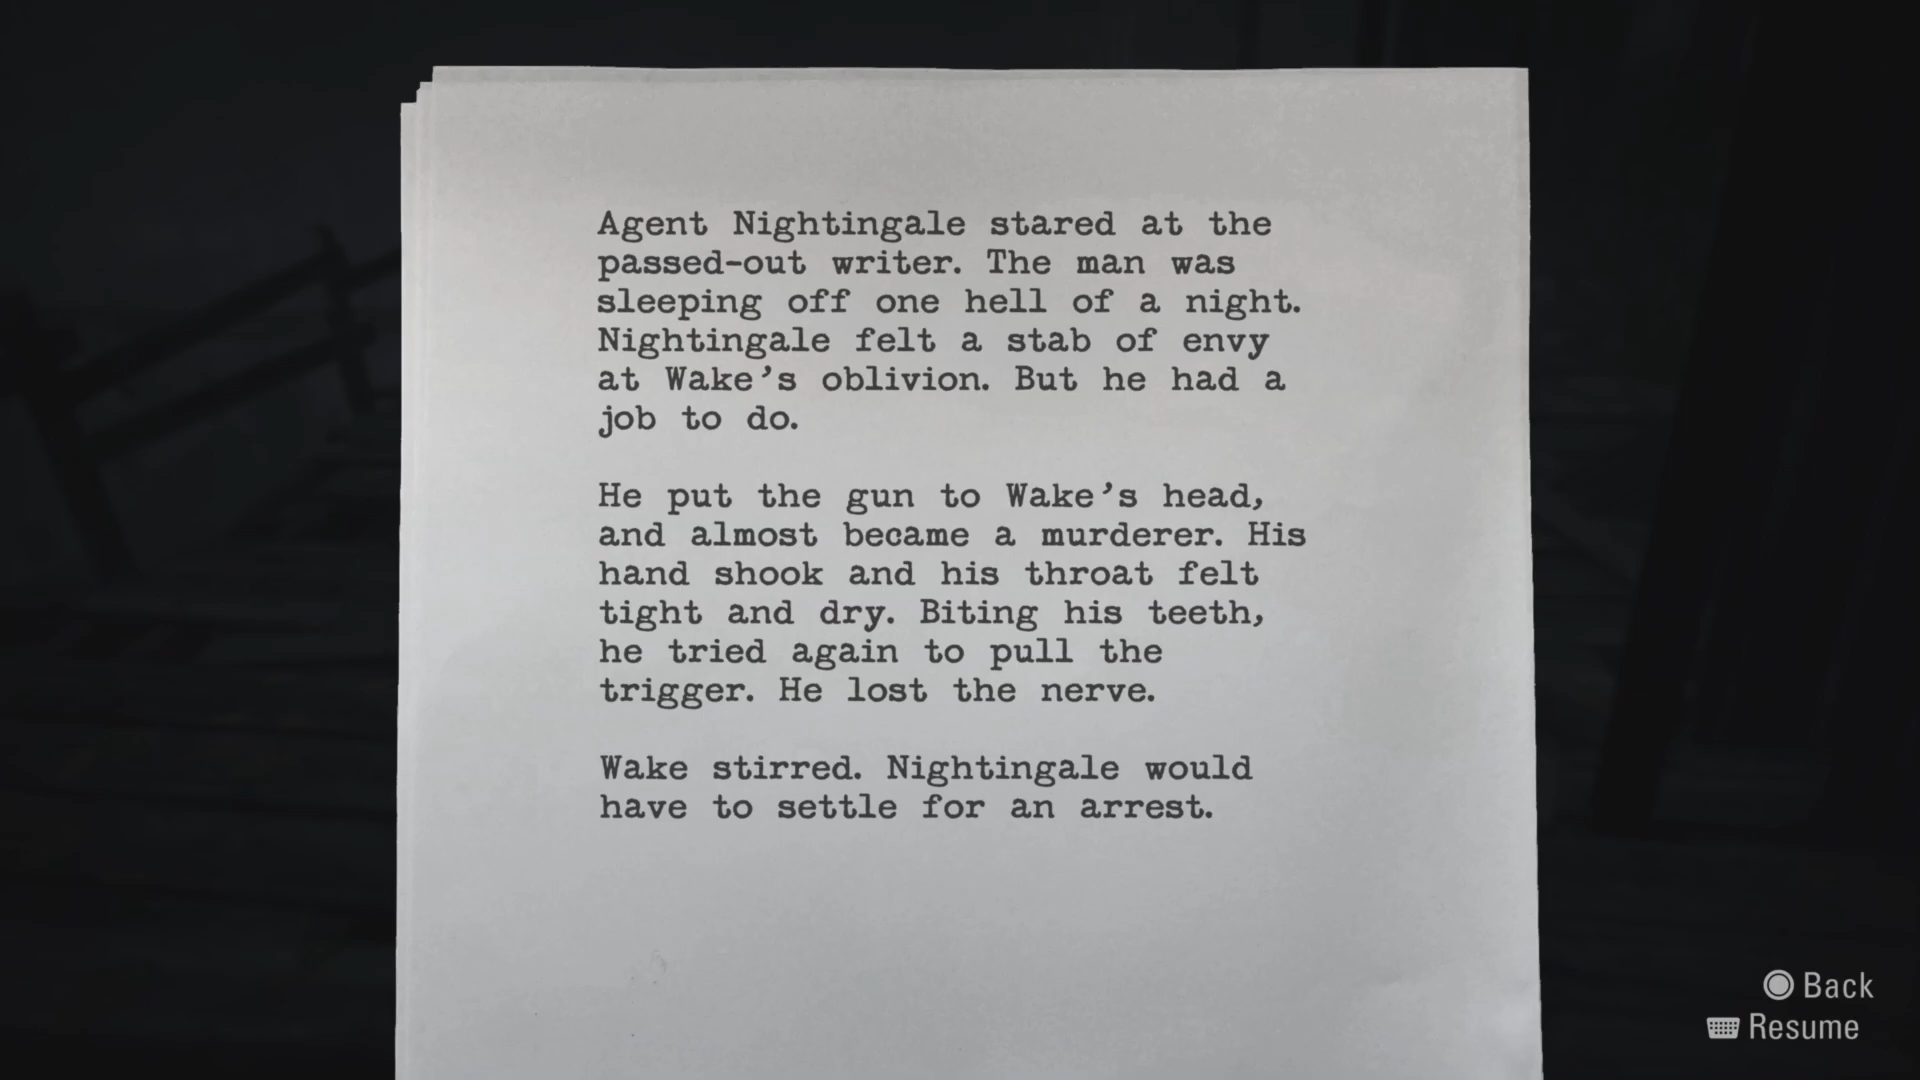 Agent Nightingale stared at the
passed-out writer. The man was
sleeping off one hell of a night.
Nightingale felt a stab of envy
at Wake’s oblivion. But he had a
job to do.
He put the gun to Wake’s head,
and almost became a murderer. His
hand shook and his throat felt
tight and dry. Biting his teeth,
he tried again to pull the
trigger. He lost the nerve.
Wake stirred. Nightingale would
have to settle for an arrest.
Back
Resume